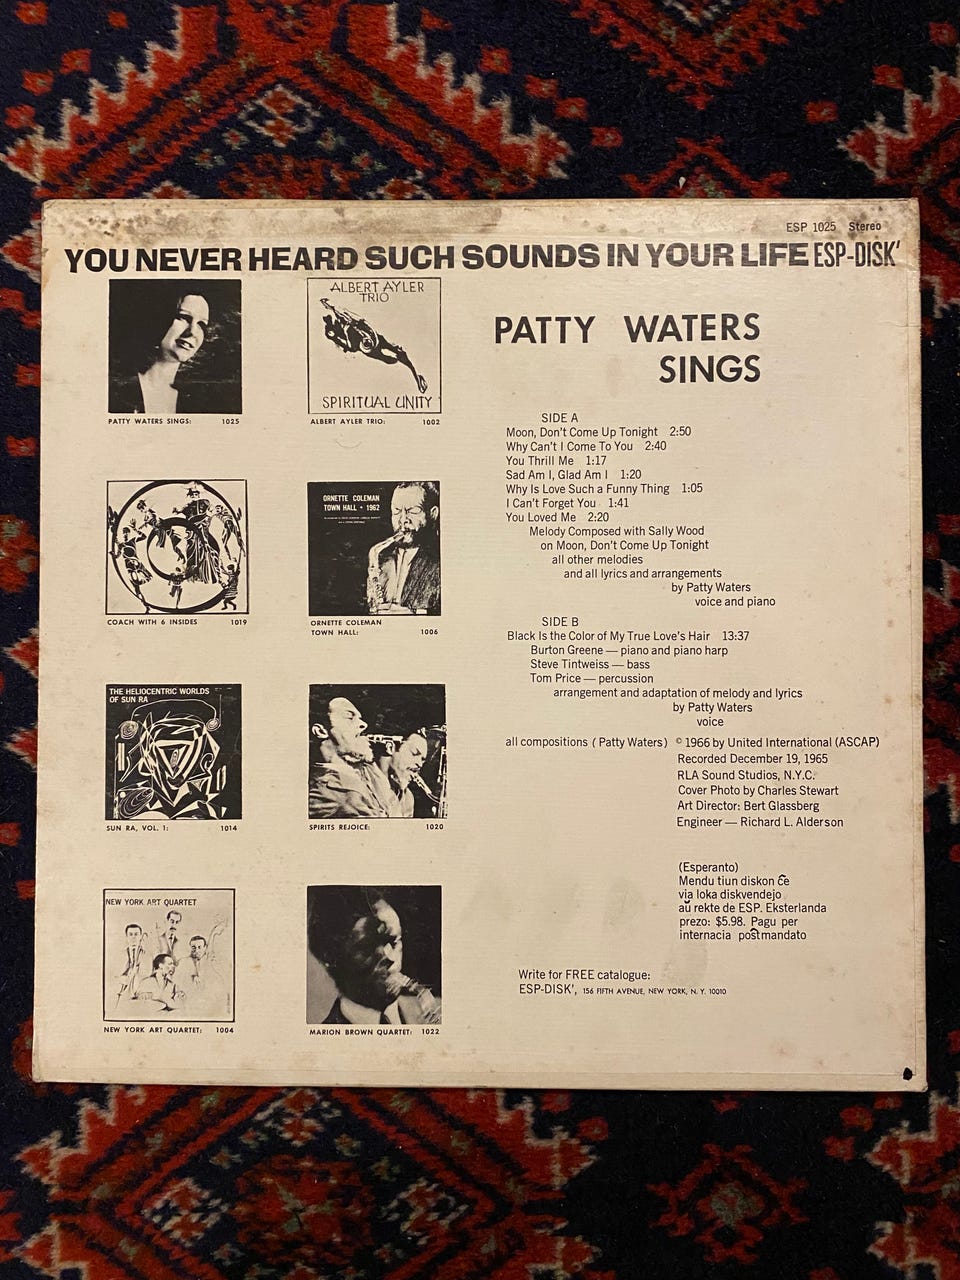 ESP 1025 Stereo
YOU NEVER HEARD SUCH SOUNDS IN YOUR LIFE ESP-DISK'
PATTY WATERS SINGS: 1025
ALBERT AYLER
TRIO
SPIRITUAL UNITY
ALBERT AYLER TRIO: 1002
COACH WITH 6 INSIDES 1019
ORNETTE COLEMAN
TOWN HALL • 1962
ORNETTE COLEMAN
TOWN HALL: 1006
THE HELIOCENTRIC WORLDS
OF SUN RA
SUN RA, VOL. 1: 1014
SPIRITS REJOICE: 1020
NEW YORK ART QUARTET
NEW YORK ART QUARTET: 1004
MARION BROWN QUARTET: 1022
PATTY WATERS
SINGS
SIDE A
Moon, Don't Come Up Tonight 2:50
Why Can't I Come To You 2:40
You Thrill Me 1:17
Sad Am I, Glad Am I 1:20
Why Is Love Such a Funny Thing 1:05
I Can't Forget You 1:41
You Loved Me 2:20
Melody Composed with Sally Wood
on Moon, Don't Come Up Tonight
all other melodies
and all lyrics and arrangements
by Patty Waters
voice and piano
SIDE B
Black Is the Color of My True Love's Hair 13:37
Burton Greene — piano and piano harp
Steve Tintweiss — bass
Tom Price — percussion
arrangement and adaptation of melody and lyrics
by Patty Waters
voice
all compositions (Patty Waters) © 1966 by United International (ASCAP)
Recorded December 19, 1965
RLA Sound Studios, N.Y.C.
Cover Photo by Charles Stewart
Art Director: Bert Glassberg
Engineer — Richard L. Alderson
(Esperanto)
Mendu tiun diskon ĉe
via loka diskvendejo
aŭ rekte de ESP. Eksterlanda
prezo: $5.98. Pagu per
internacia poŝtmandato
Write for FREE catalogue:
ESP-DISK', 156 FIFTH AVENUE, NEW YORK, N. Y. 10010